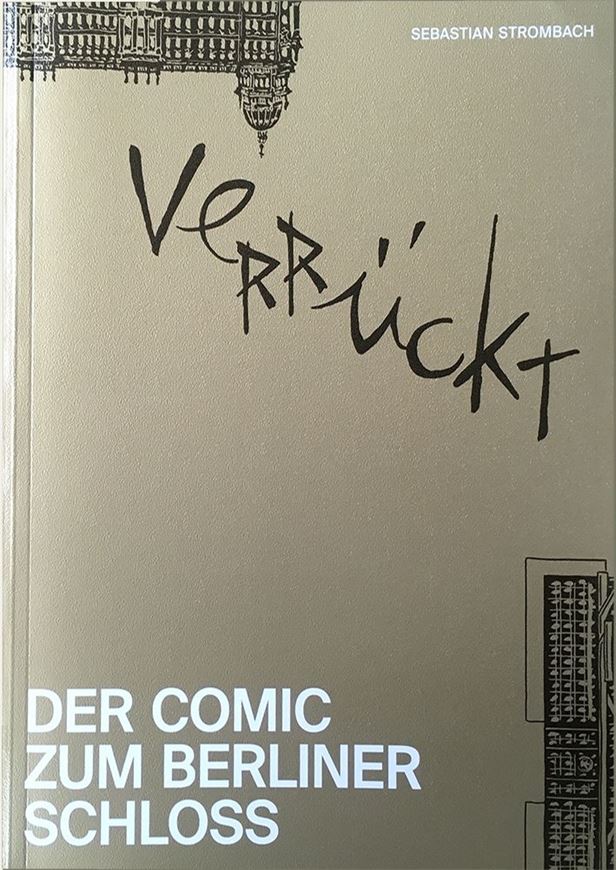 SEBASTIAN STROMBACH
VeRRückt
DER COMIC
ZUM BERLINER
SCHLOSS